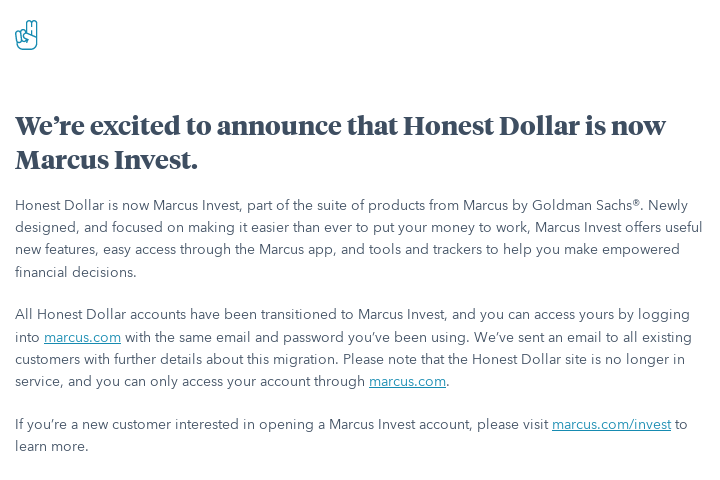 We’re excited to announce that Honest Dollar is now
Marcus Invest.
Honest Dollar is now Marcus Invest, part of the suite of products from Marcus by Goldman Sachs®. Newly
designed, and focused on making it easier than ever to put your money to work, Marcus Invest offers useful
new features, easy access through the Marcus app, and tools and trackers to help you make empowered
financial decisions.
All Honest Dollar accounts have been transitioned to Marcus Invest, and you can access yours by logging
into marcus.com with the same email and password you’ve been using. We’ve sent an email to all existing
customers with further details about this migration. Please note that the Honest Dollar site is no longer in
service, and you can only access your account through marcus.com.
If you’re a new customer interested in opening a Marcus Invest account, please visit marcus.com/invest to
learn more.